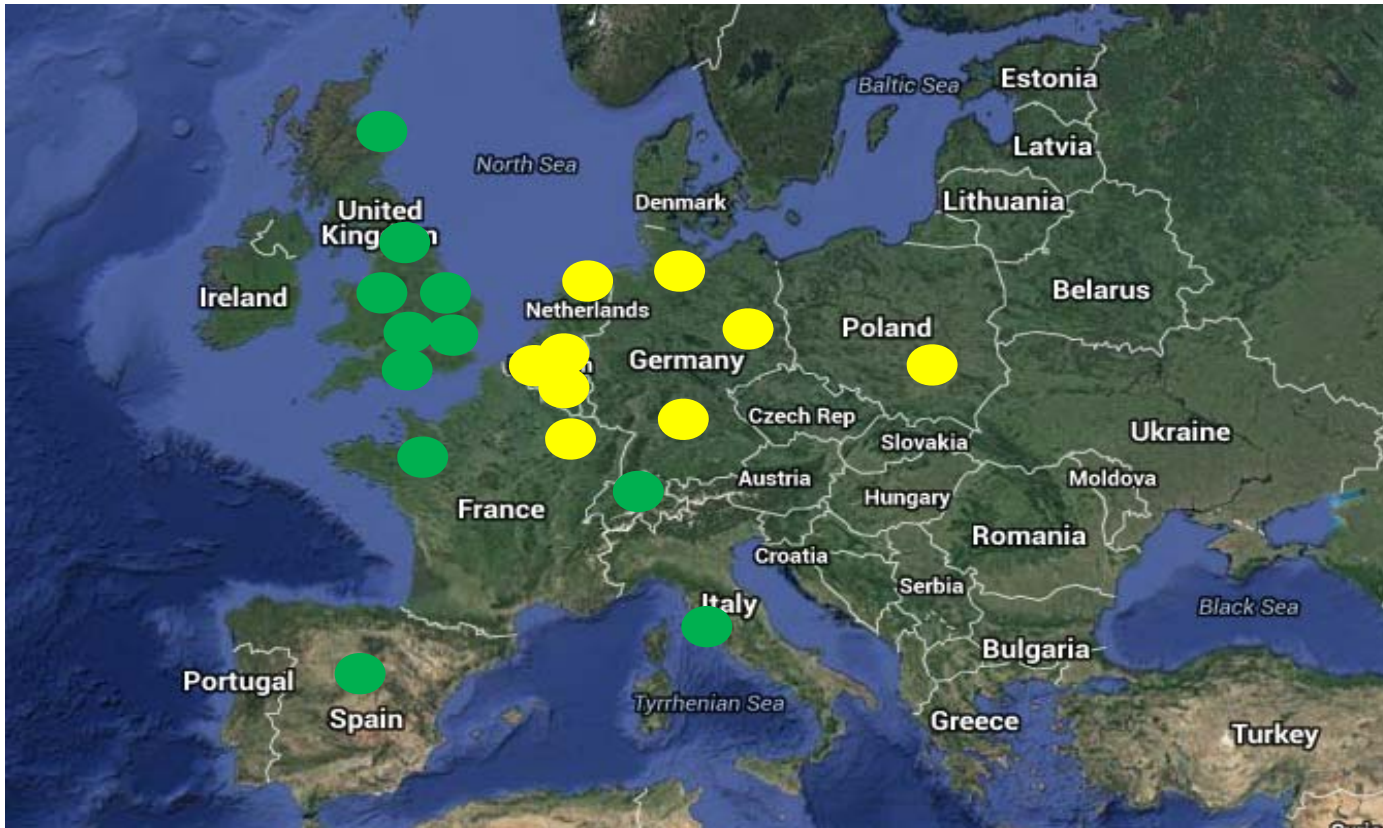 Estonia
Baltic Sea
Latvia
North Sea
Lithuania
Denmark
United
Kingdom
Belarus
Ireland
Netherlands
Poland
Germany
Czech Rep
Ukraine
Slovakia
Austria
Moldova
Hungary
France
Romania
Croatia
Serbia
Italy
Black Sea
Bulgaria
Portugal
Tyrrhenian Sea
Spain
Greece
Turkey